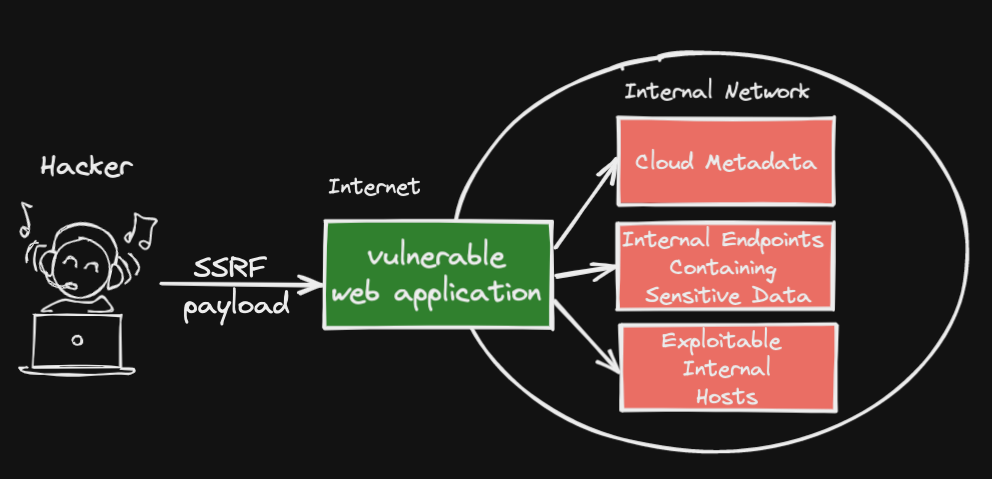 Hacker
SSRF
payload
Internet
vulnerable
web application
Internal Network
Cloud Metadata
Internal Endpoints
Containing
Sensitive Data
Exploitable
Internal
Hosts